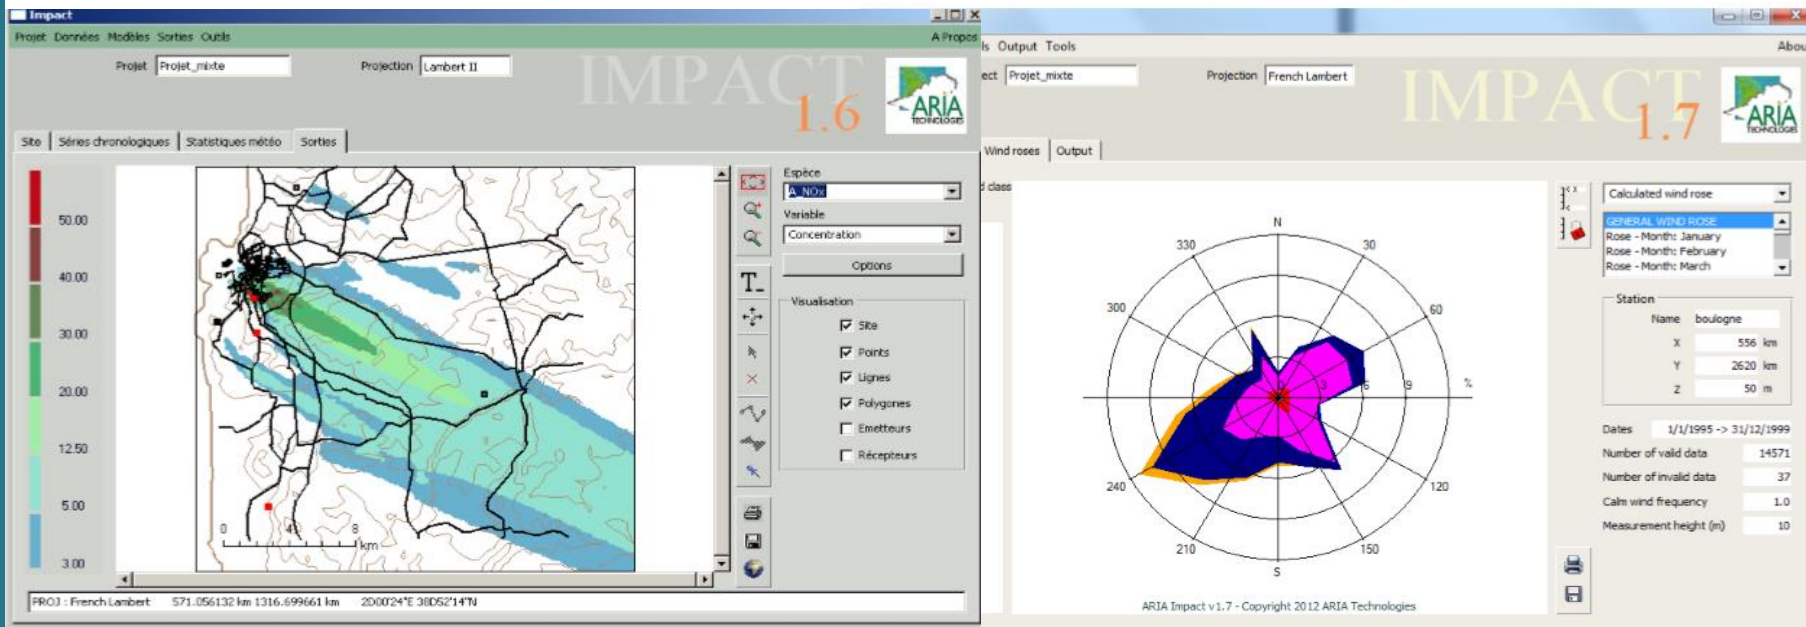 Impact
Projet Données Modèles Sorties Outils
A Propos
Projet Projet_mixte
Projection Lambert II
IMPACT
1.6
ARIA
TECHNOLOGIES
Site Séries chronologiques Statistiques météo Sorties
50.00
40.00
30.00
20.00
12.50
5.00
3.00
0 4 8
km
Espèce
A_NOx
Variable
Concentration
Options
Visualisation
Site
Points
Lignes
Polygones
Emetteurs
Récepteurs
PROJ : French Lambert 571.056132 km 1316.699661 km 2D00'24"E 38D52'14"N
ls Output Tools
Abou
ect Projet_mixte
Projection French Lambert
IMPACT
1.7
ARIA
TECHNOLOGIES
Wind roses Output
d class
N
30
60
%
120
150
S
210
240
300
330
0 3 6 9
ARIA Impact v1.7 - Copyright 2012 ARIA Technologies
Calculated wind rose
GENERAL WIND ROSE
Rose - Month: January
Rose - Month: February
Rose - Month: March
Station
Name boulogne
X 556 km
Y 2620 km
Z 50 m
Dates 1/1/1995 -> 31/12/1999
Number of valid data 14571
Number of invalid data 37
Calm wind frequency 1.0
Measurement height (m) 10